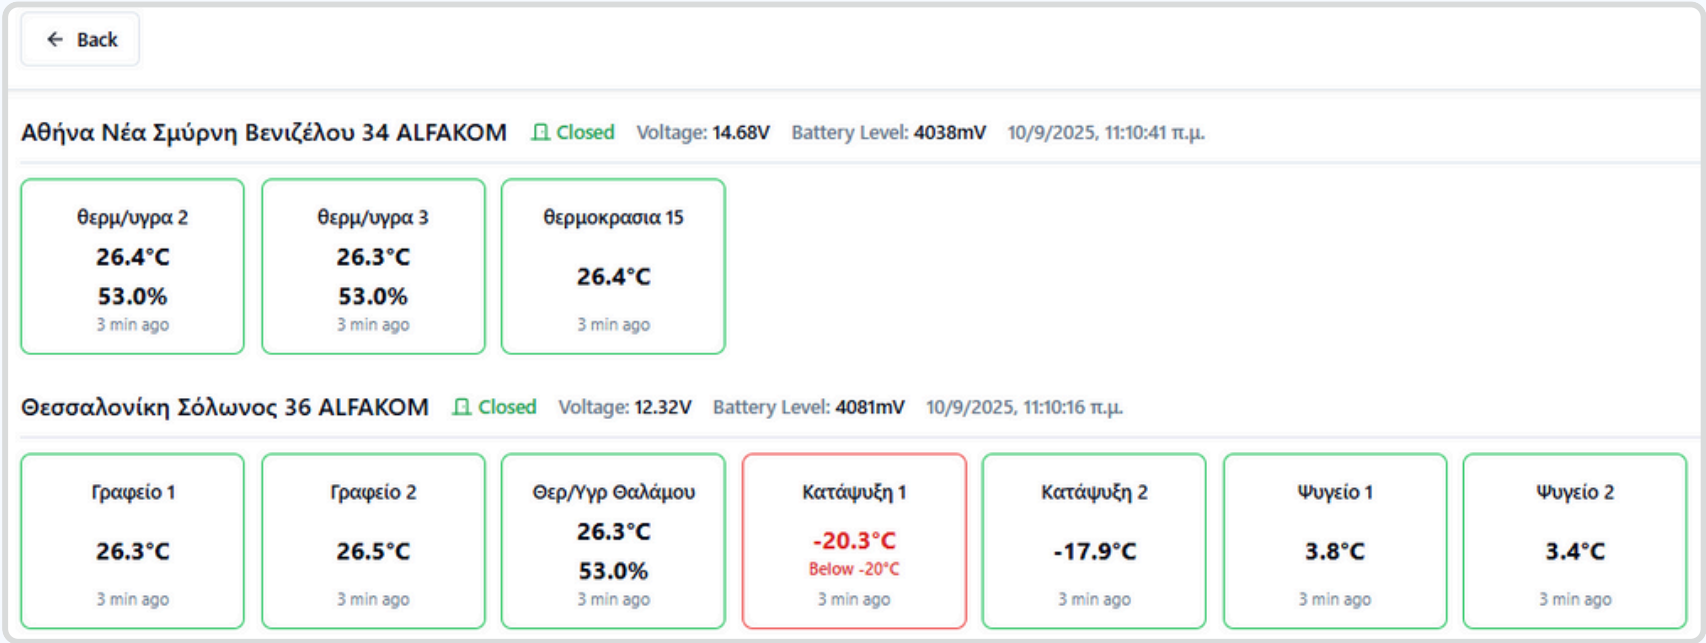 ← Back
Αθήνα Νέα Σμύρνη Βενιζέλου 34 ALFAKOM Closed Voltage: 14.68V Battery Level: 4038mV 10/9/2025, 11:10:41 π.μ.
θερμ/υγρα 2
26.4°C
53.0%
3 min ago
θερμ/υγρα 3
26.3°C
53.0%
3 min ago
θερμοκρασια 15
26.4°C
3 min ago
Θεσσαλονίκη Σόλωνος 36 ALFAKOM Closed Voltage: 12.32V Battery Level: 4081mV 10/9/2025, 11:10:16 π.μ.
Γραφείο 1
26.3°C
3 min ago
Γραφείο 2
26.5°C
3 min ago
Θερ/Υγρ Θαλάμου
26.3°C
53.0%
3 min ago
Κατάψυξη 1
-20.3°C
Below -20°C
3 min ago
Κατάψυξη 2
-17.9°C
3 min ago
Ψυγείο 1
3.8°C
3 min ago
Ψυγείο 2
3.4°C
3 min ago